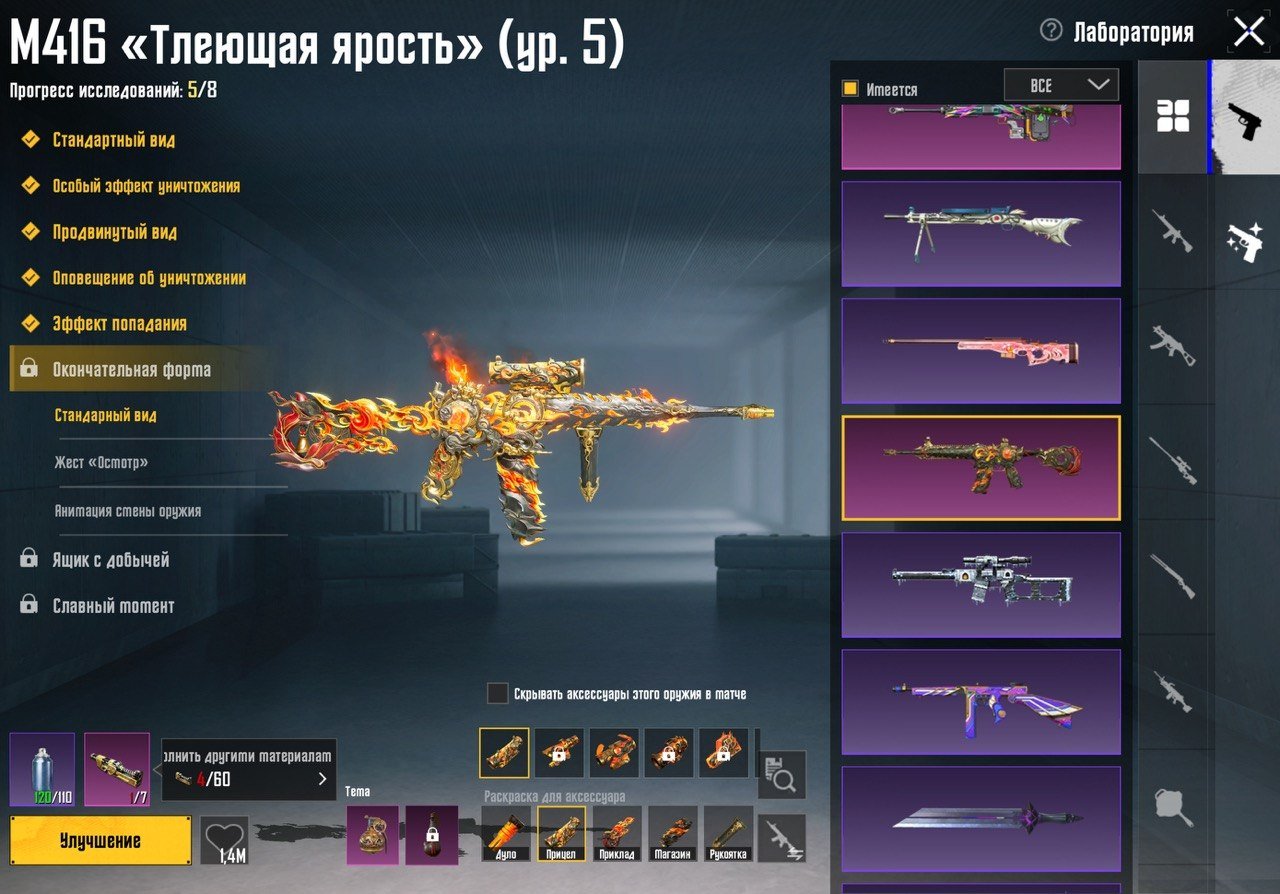 M416 «Тлеющая ярость» (ур. 5)
Прогресс исследований: 5/8
Стандартный вид
Особый эффект уничтожения
Продвинутый вид
Оповещение об уничтожении
Эффект попадания
Окончательная форма
Стандарный вид
Жест «Осмотр»
Анимация смены оружия
Ящик с добычей
Славный момент
120/110
1/7
олнить другими материалам
4/60
Улучшение
1,4M
Тема
Скрывать аксессуары этого оружия в матче
Раскраска для аксессуара
Дуло
Прицел
Приклад
Магазин
Рукоятка
Лаборатория
Имеется
ВСЕ